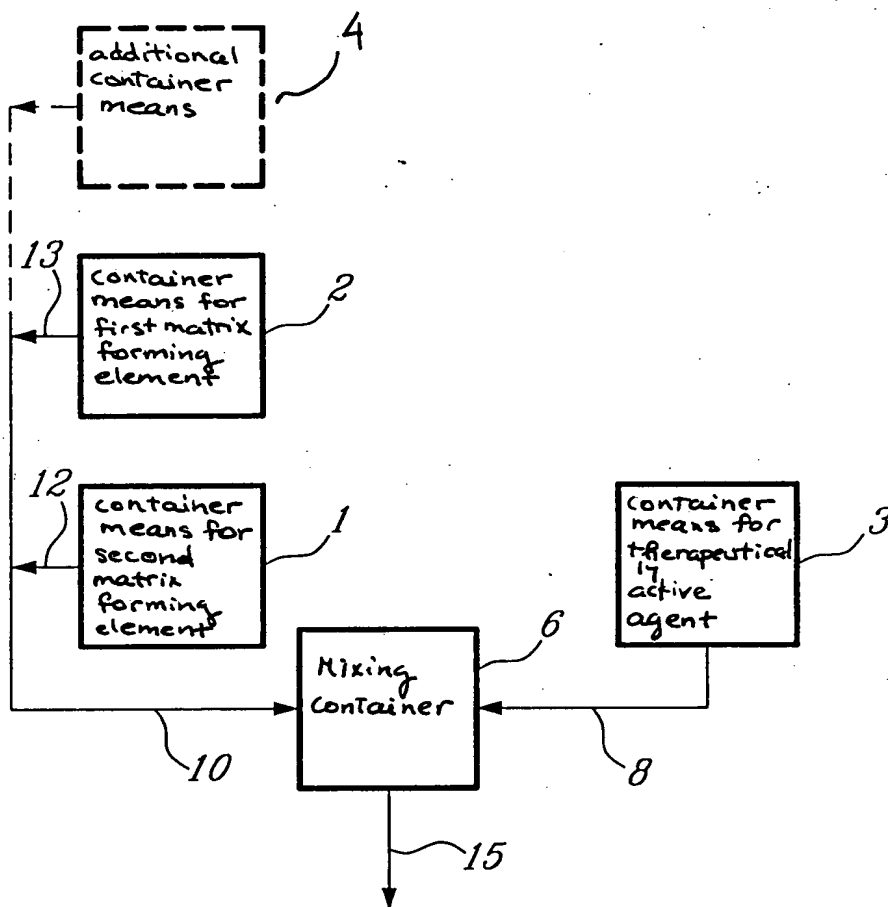 4
additional
container
means
13
container
means for
first matrix
forming
element
2
12
container
means for
second
matrix
forming
element
1
container
means for
therapeutical
ly
active
agent
3
6
Mixing
container
10
8
15